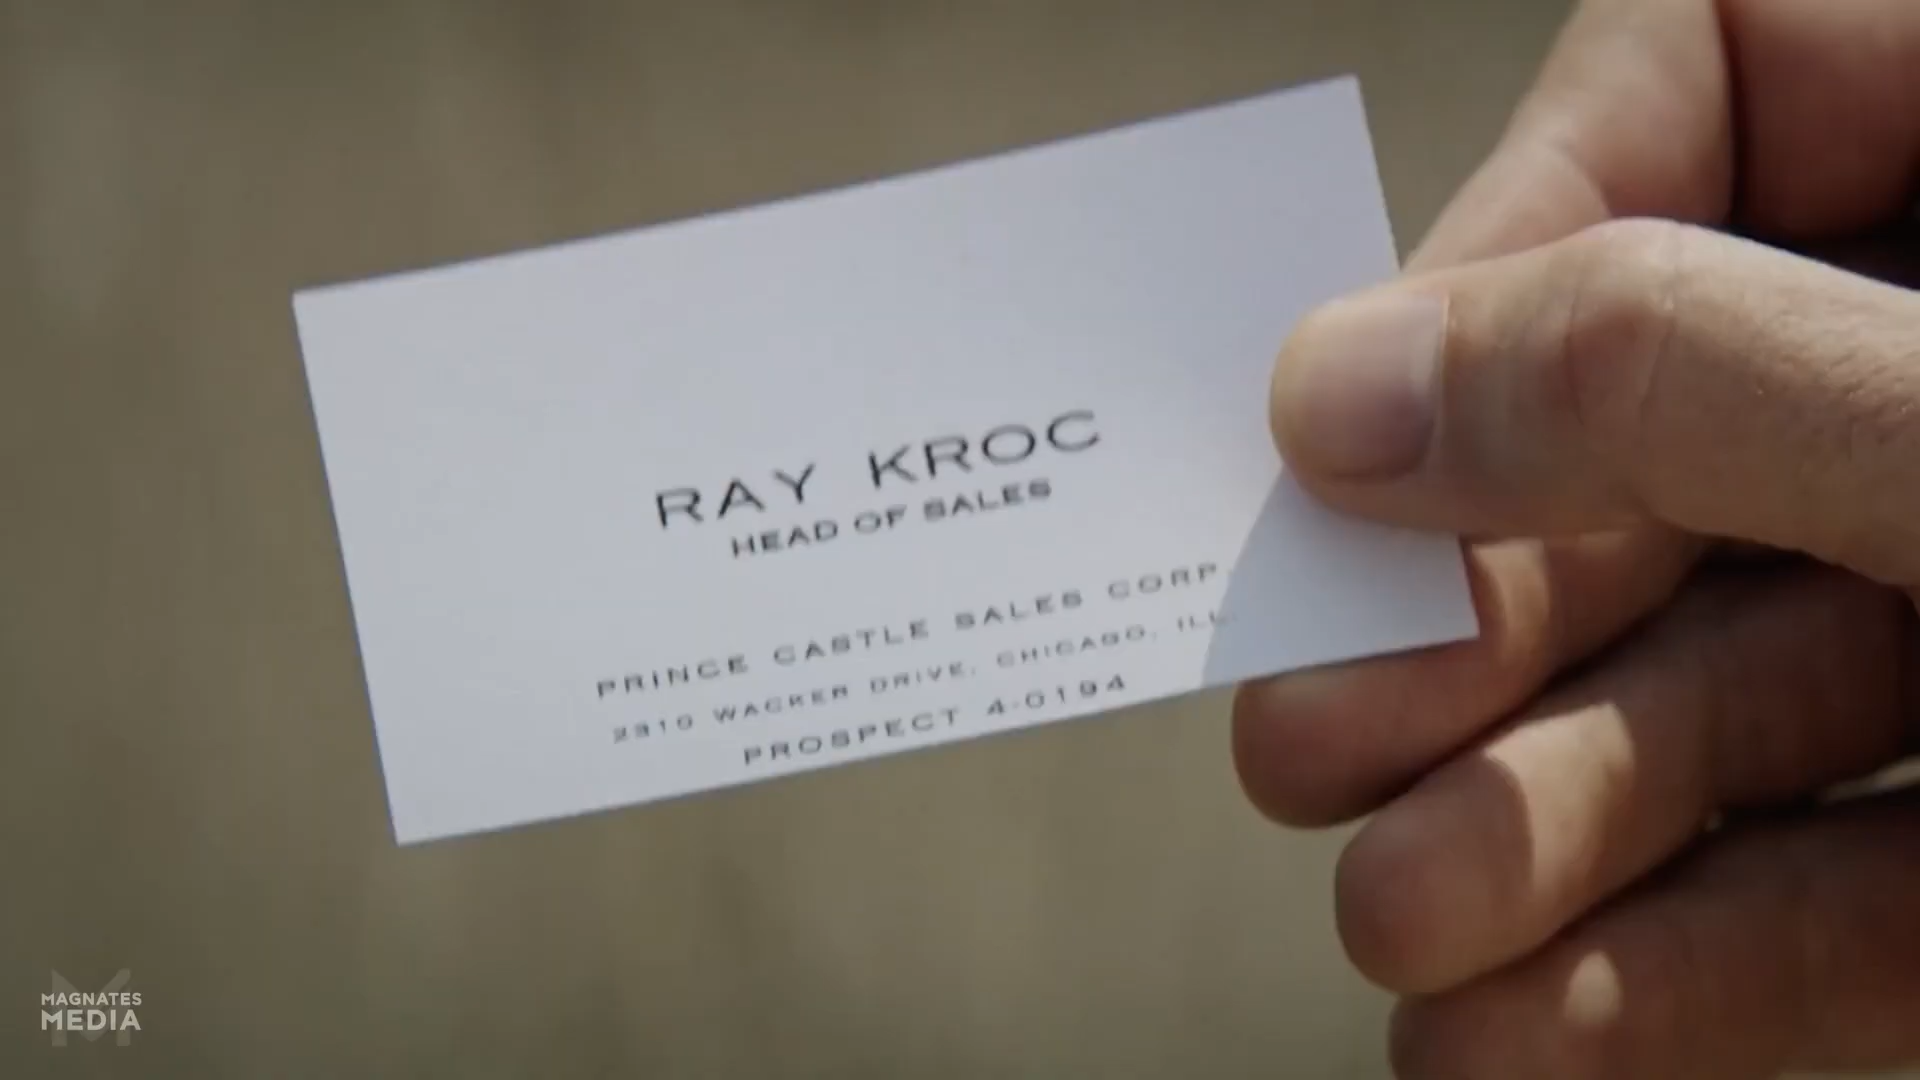 RAY KROC
HEAD OF SALES
PRINCE CASTLE SALES CORP.
2310 WACKER DRIVE, CHICAGO, ILL.
PROSPECT 4-0194
MAGNATES
MEDIA